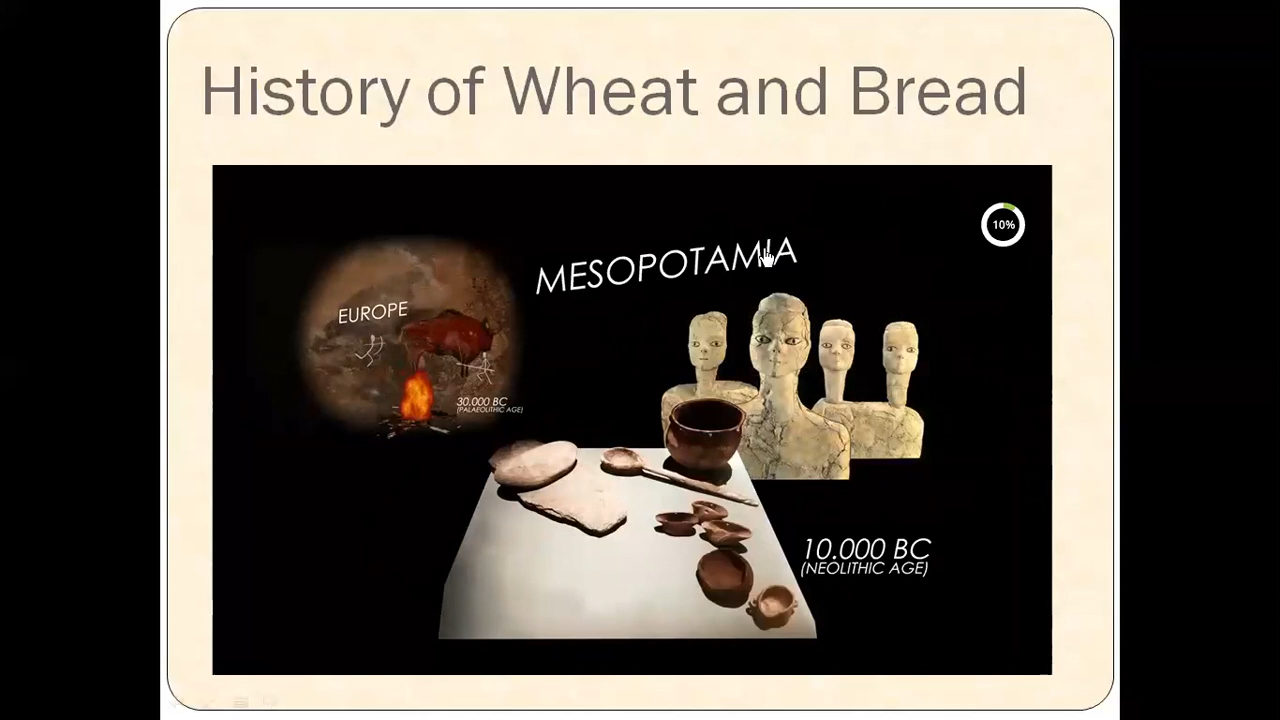 History of Wheat and Bread
10%
MESOPOTAMIA
EUROPE
30.000 BC
(PALAEOLITHIC AGE)
10.000 BC
(NEOLITHIC AGE)